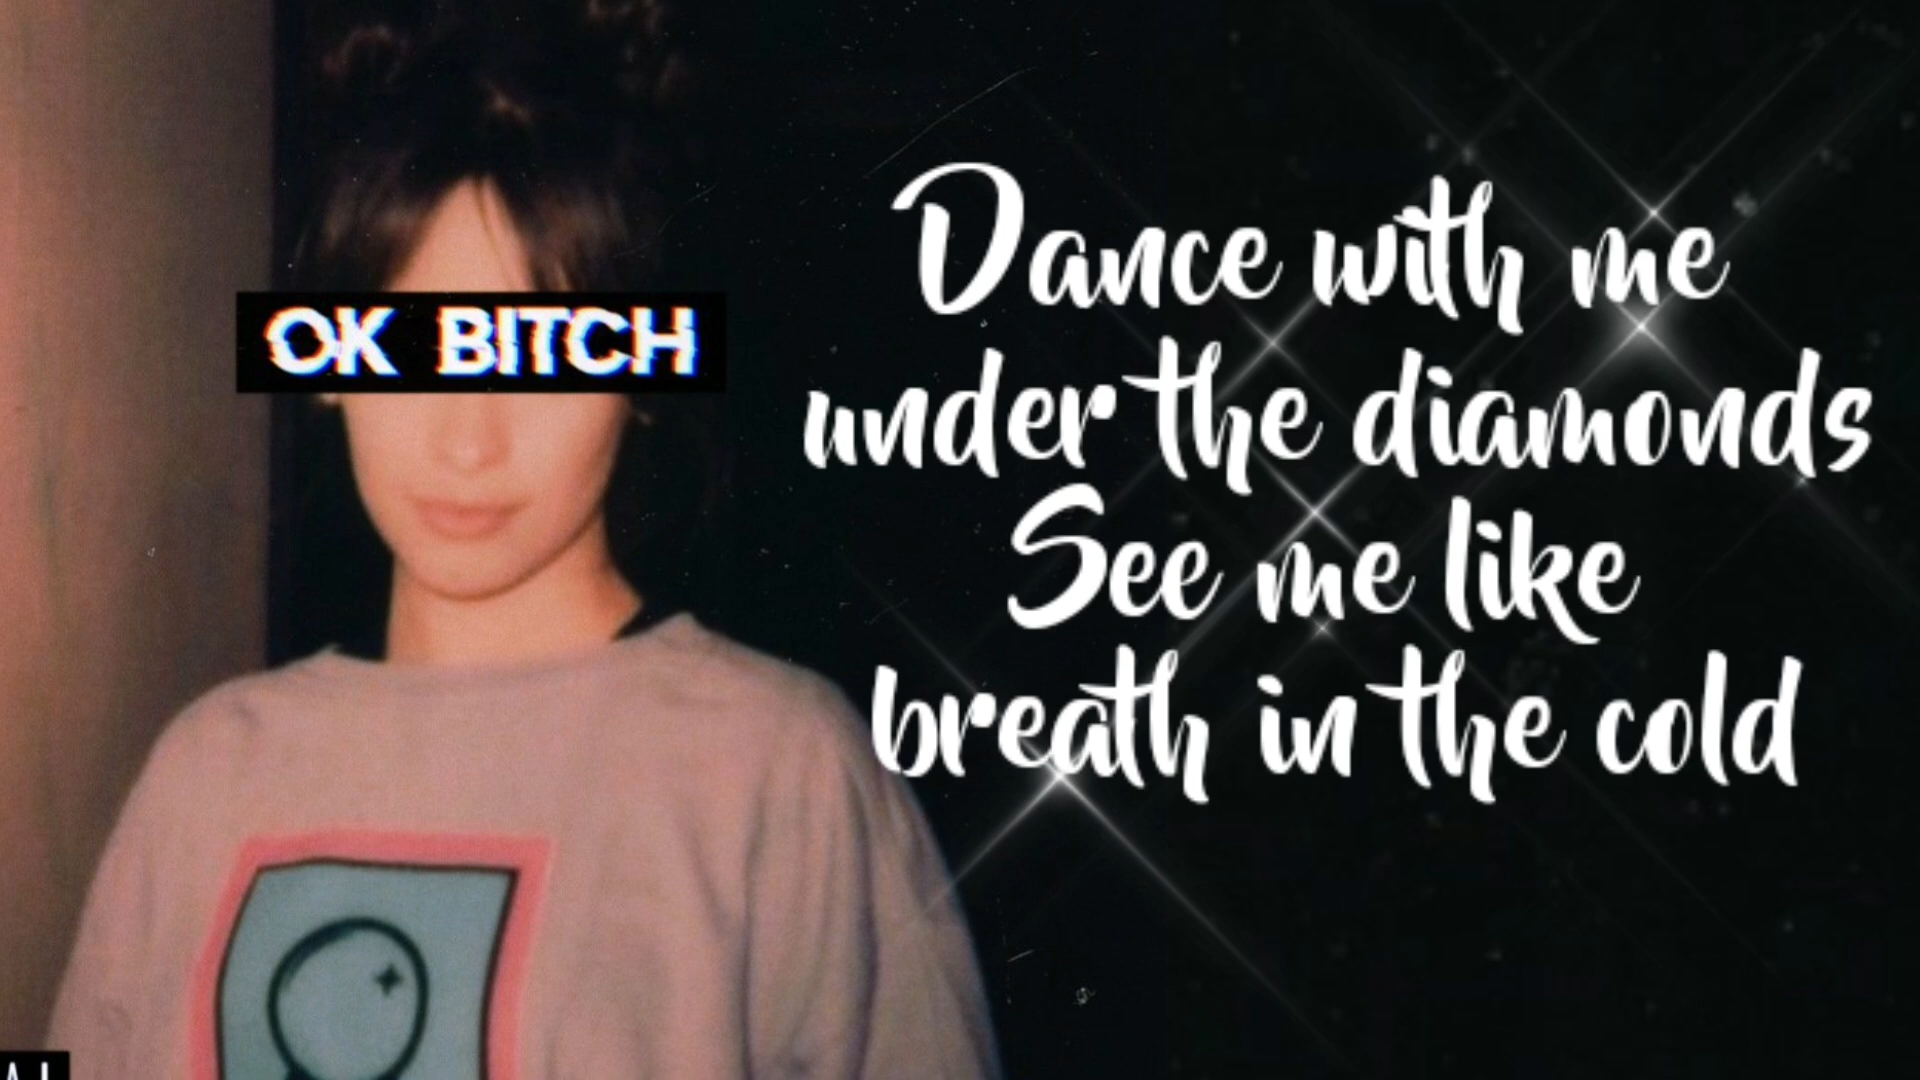 OK BITCH
Dance with me
under the diamonds
See me like
breath in the cold